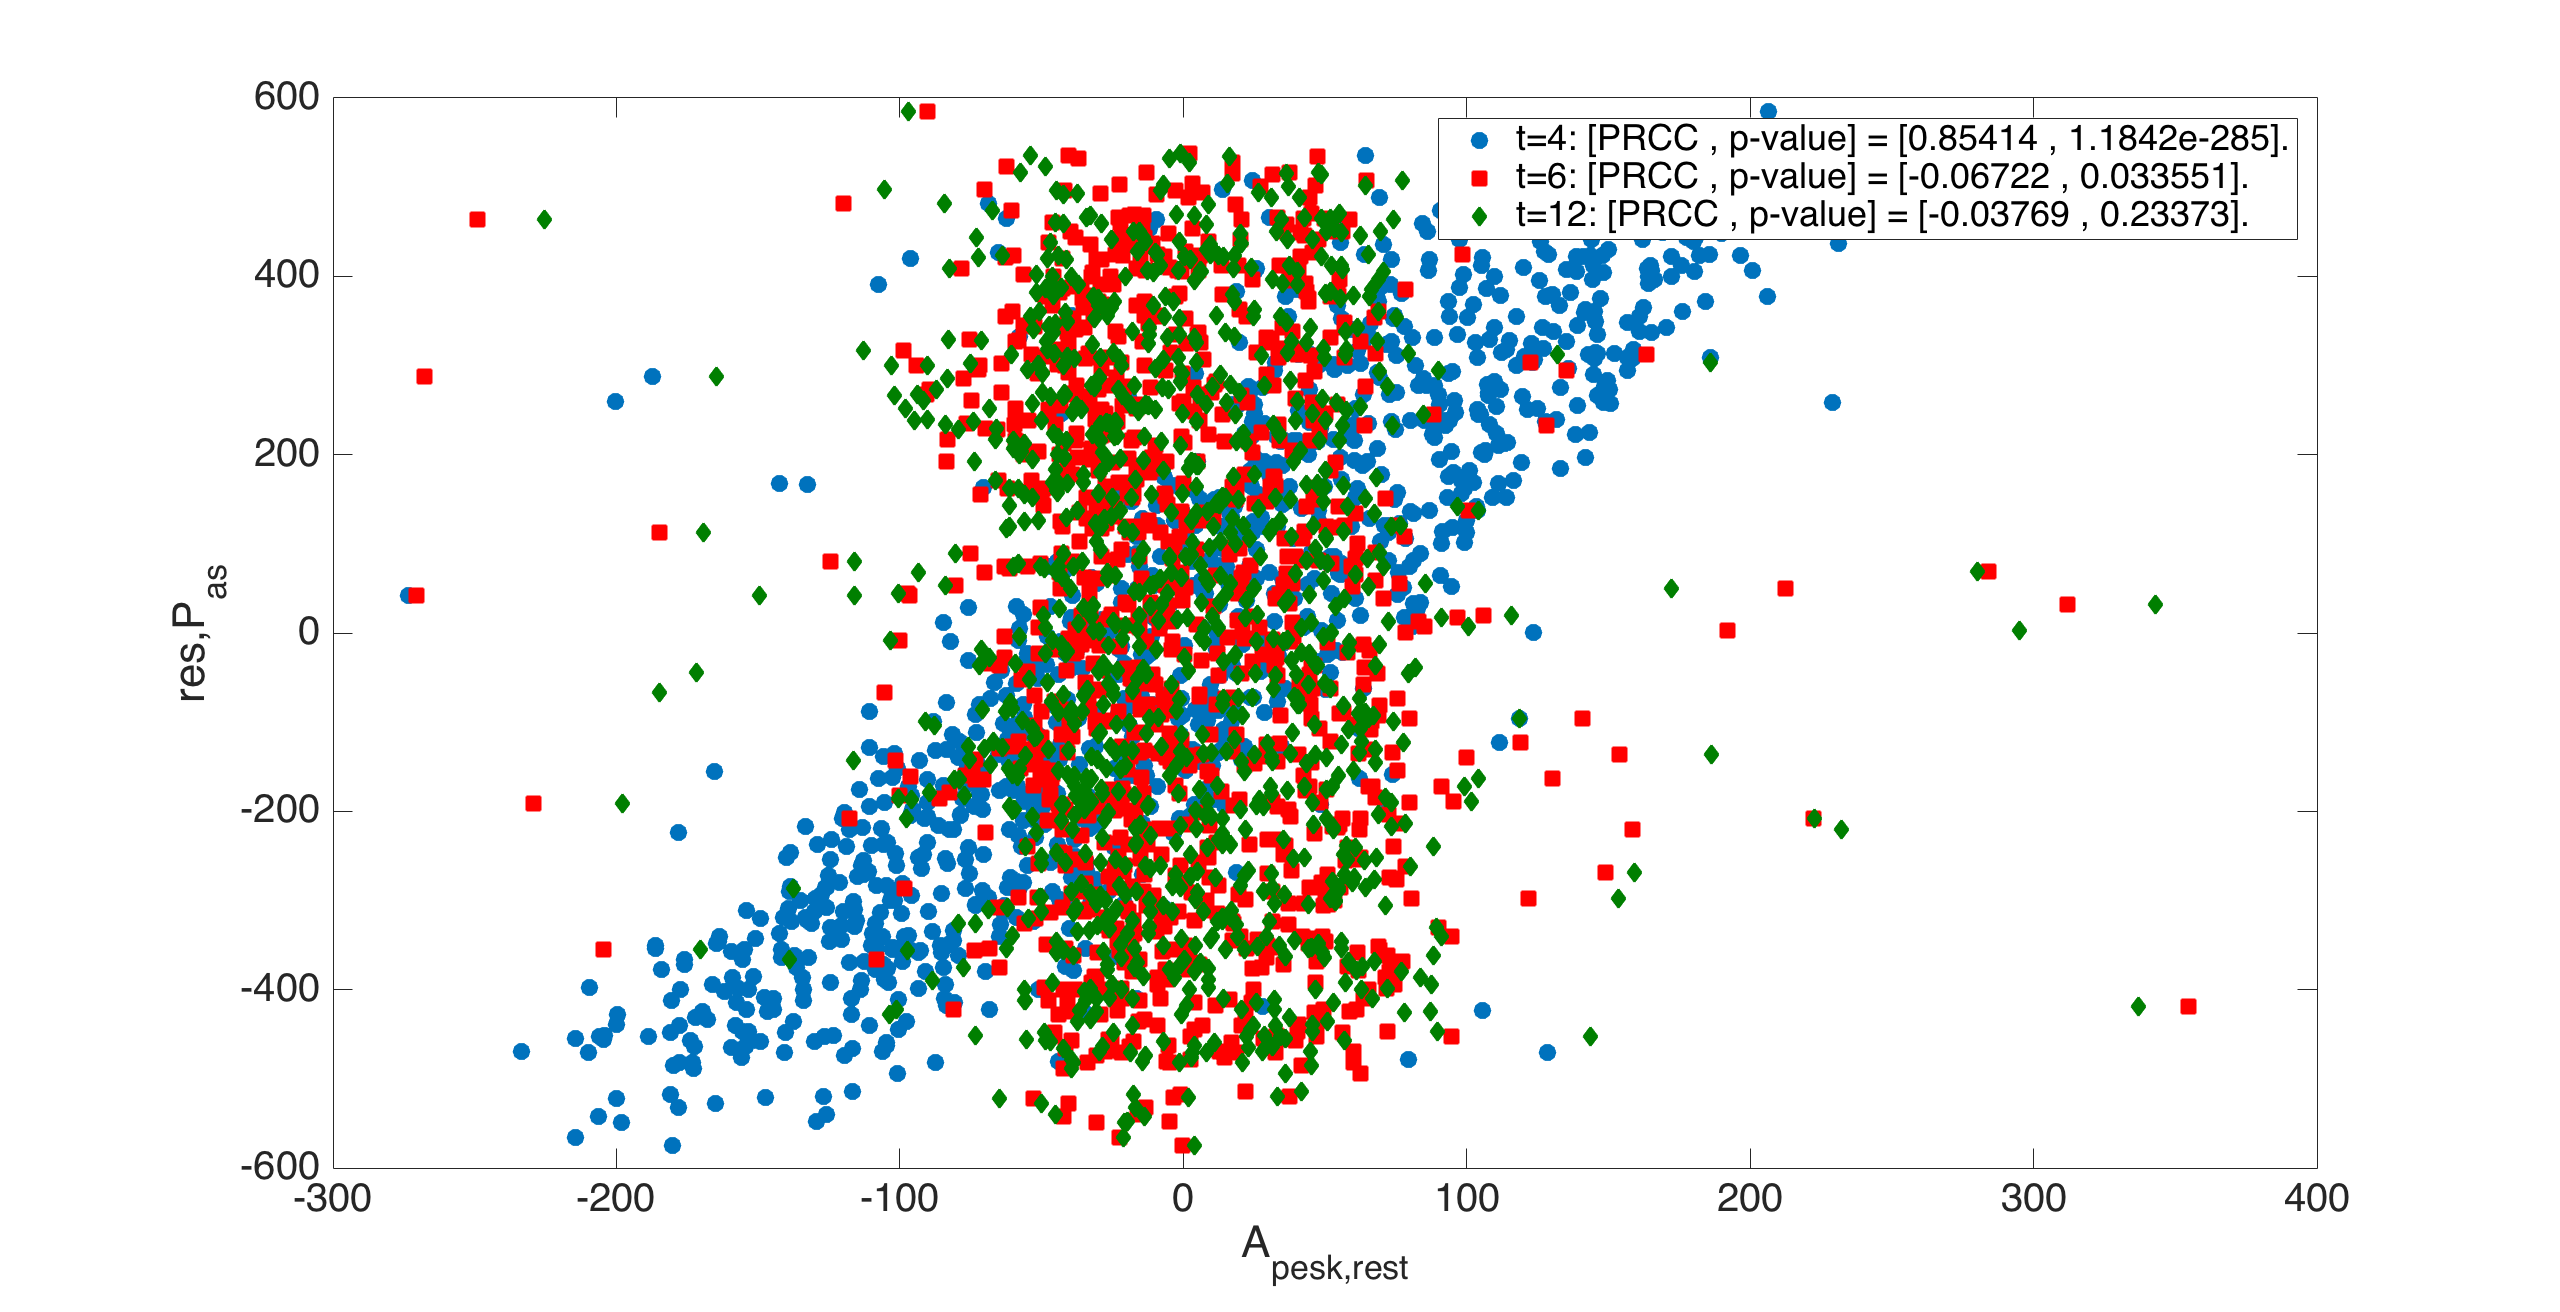 600
400
200
0
-200
-400
-600
-300 -200 -100 0 100 200 300 400
res,P_as
A_pesk,rest
t=4: [PRCC , p-value] = [0.85414 , 1.1842e-285].
t=6: [PRCC , p-value] = [-0.06722 , 0.033551].
t=12: [PRCC , p-value] = [-0.03769 , 0.23373].